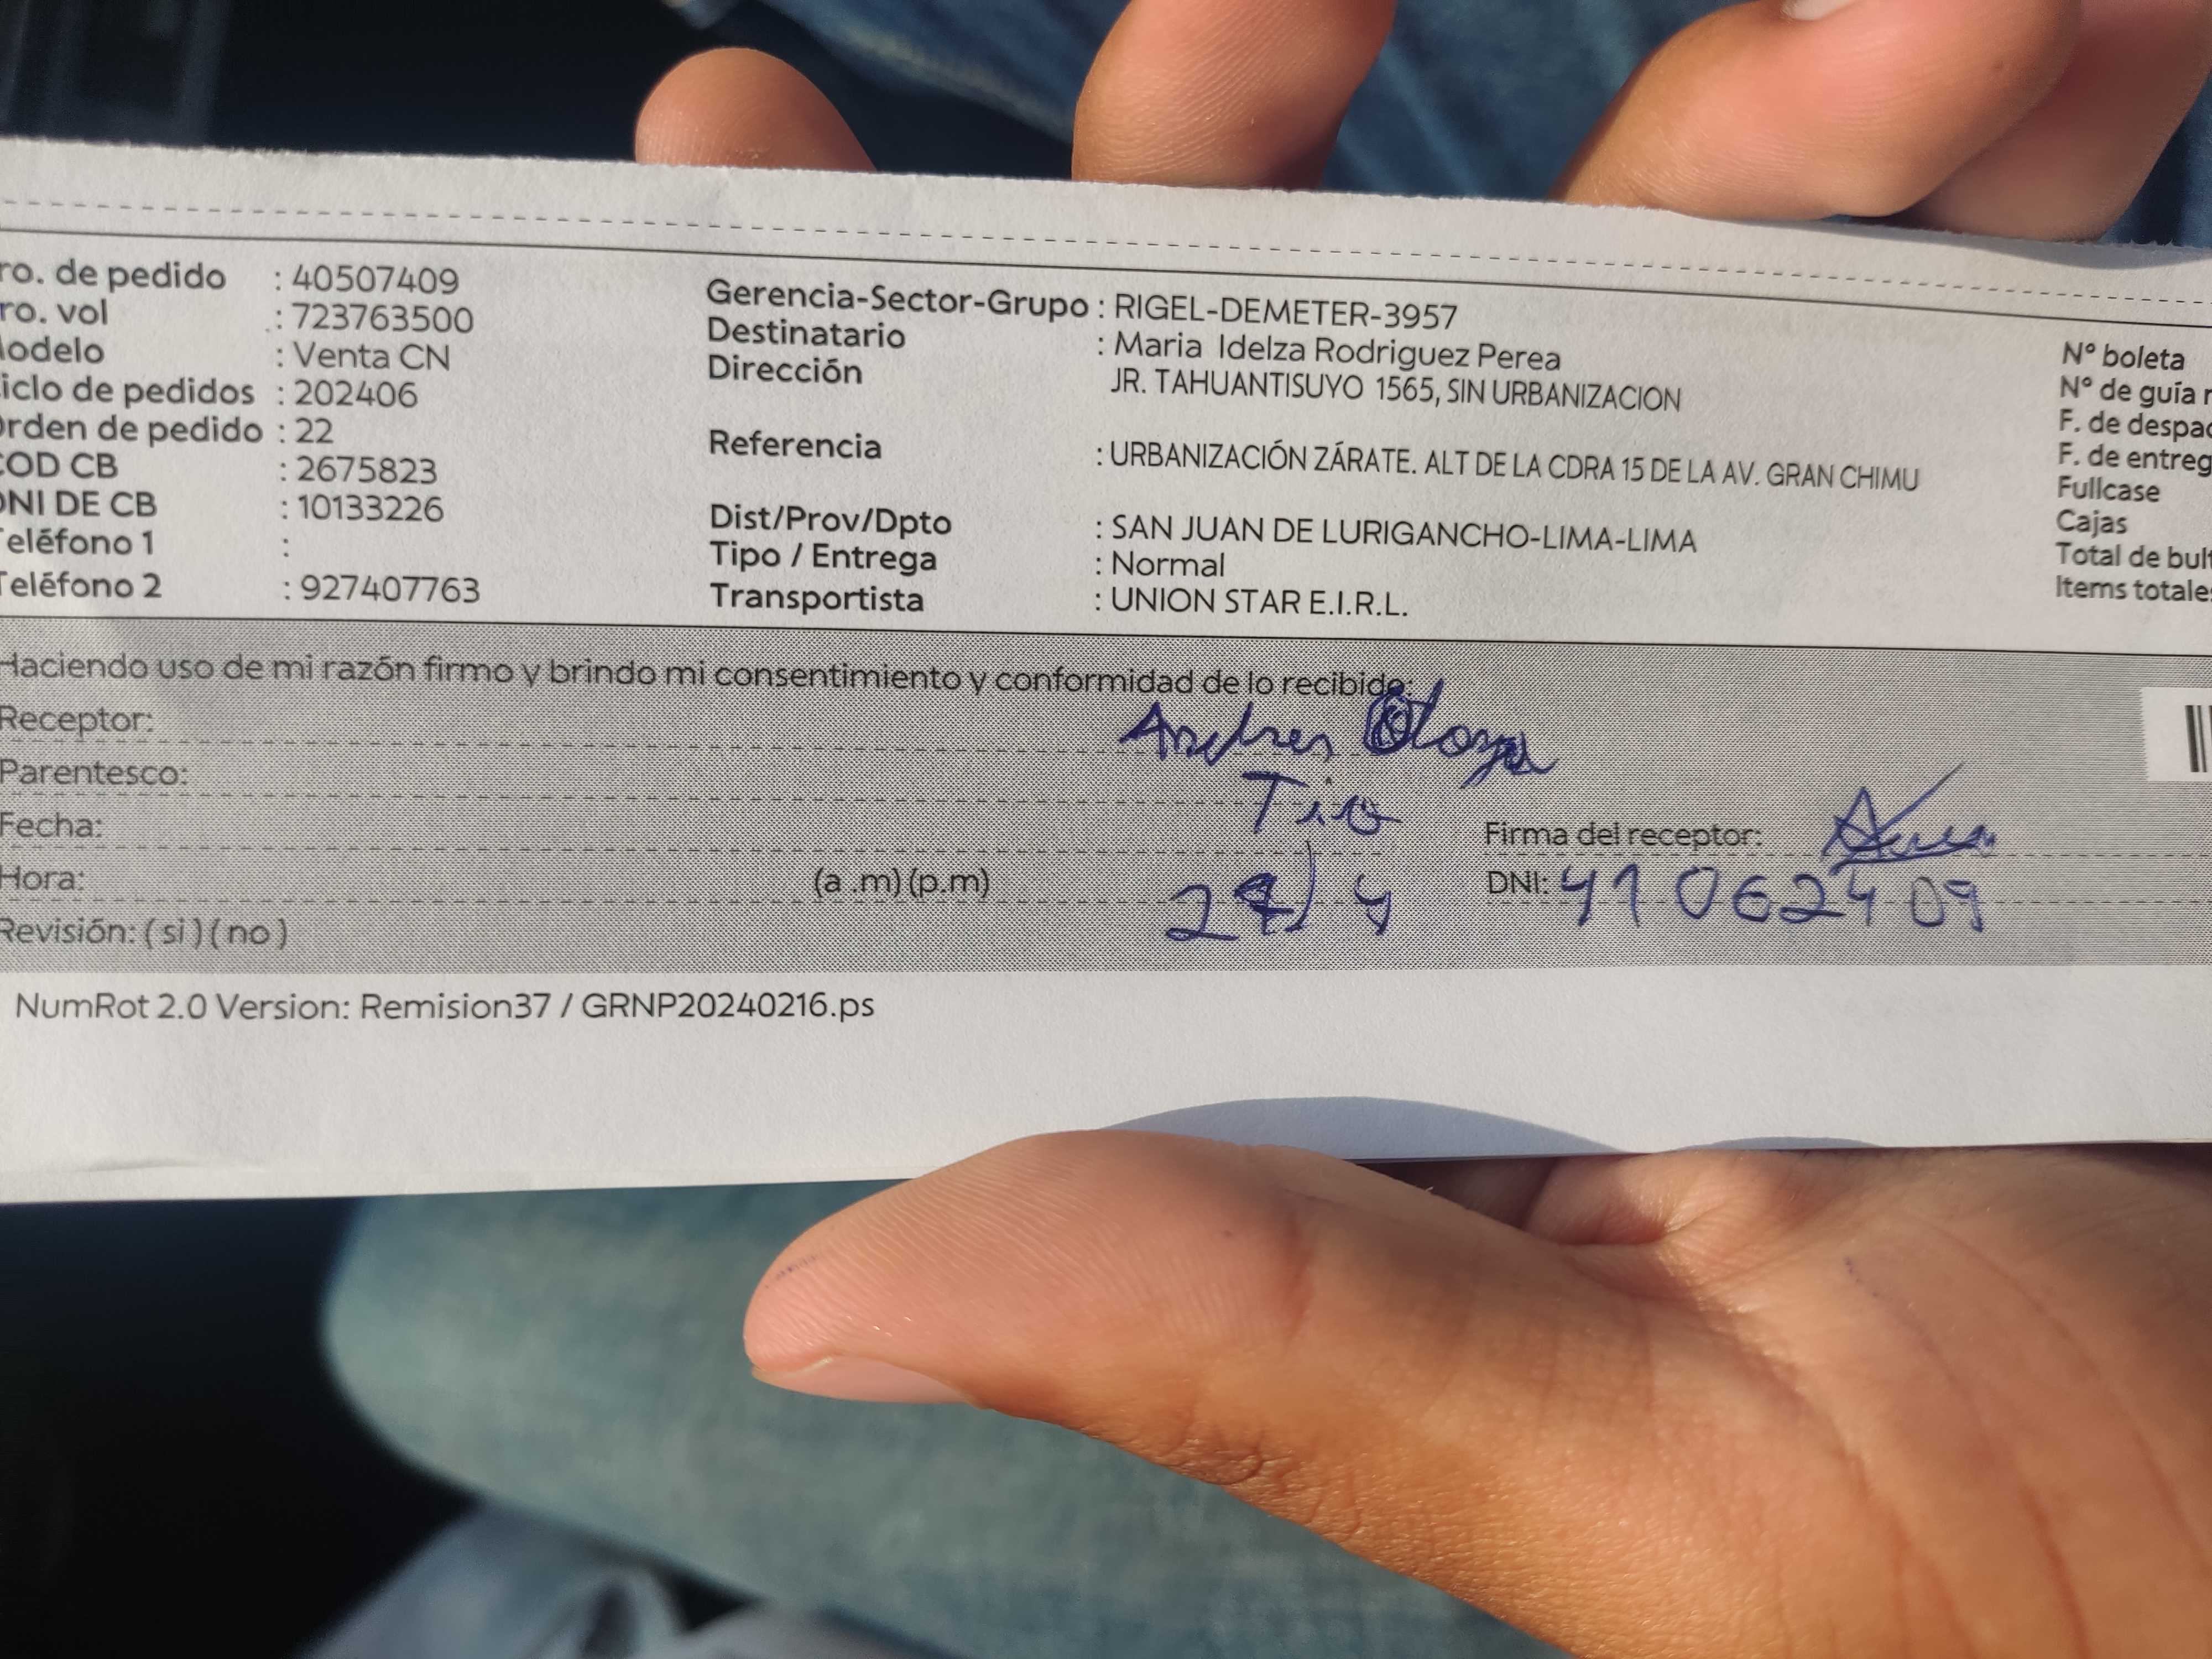 ro. de pedido : 40507409
ro. vol : 723763500
odelo : Venta CN
iclo de pedidos : 202406
rden de pedido : 22
COD CB : 2675823
DNI DE CB : 10133226
Teléfono 1 :
Teléfono 2 : 927407763
Gerencia-Sector-Grupo : RIGEL-DEMETER-3957
Destinatario : Maria Idelza Rodriguez Perea
Dirección JR. TAHUANTISUYO 1565, SIN URBANIZACION
Referencia : URBANIZACIÓN ZÁRATE. ALT DE LA CDRA 15 DE LA AV. GRAN CHIMU
Dist/Prov/Dpto : SAN JUAN DE LURIGANCHO-LIMA-LIMA
Tipo / Entrega : Normal
Transportista : UNION STAR E.I.R.L.
N° boleta
N° de guía r
F. de despac
F. de entreg
Fullcase
Cajas
Total de bult
Items totales
Haciendo uso de mi razón firmo y brindo mi consentimiento y conformidad de lo recibido:
Receptor: Andres
Parentesco: Tio
Fecha: Firma del receptor:
Hora: (a .m) (p.m) DNI: 41062409
Revisión: ( si ) ( no )
NumRot 2.0 Version: Remision37 / GRNP20240216.ps